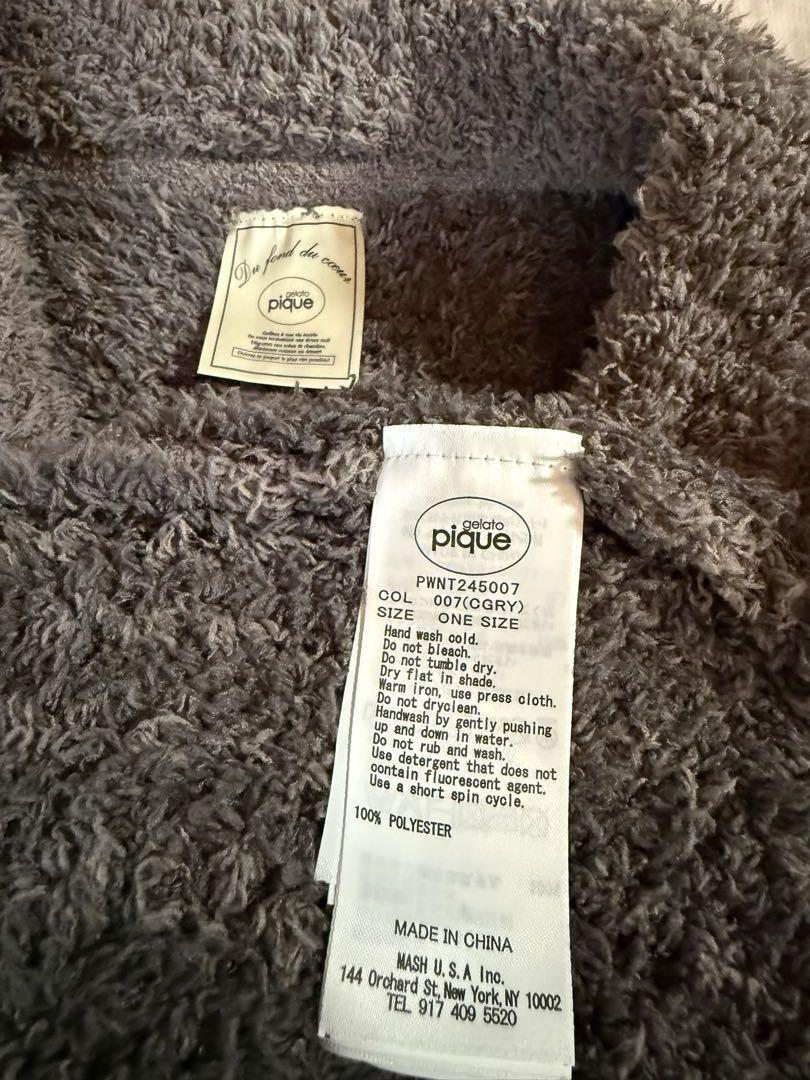 Du fond du cœur
gelato
pique
gelato
pique
PWNT245007
COL 007(CGRY)
SIZE ONE SIZE
Hand wash cold.
Do not bleach.
Do not tumble dry.
Dry flat in shade.
Warm iron, use press cloth.
Do not dryclean.
Handwash by gently pushing
up and down in water.
Do not rub and wash.
Use detergent that does not
contain fluorescent agent.
Use a short spin cycle.
100% POLYESTER
MADE IN CHINA
MASH U.S.A Inc.
144 Orchard St, New York, NY 10002
TEL 917 409 5520